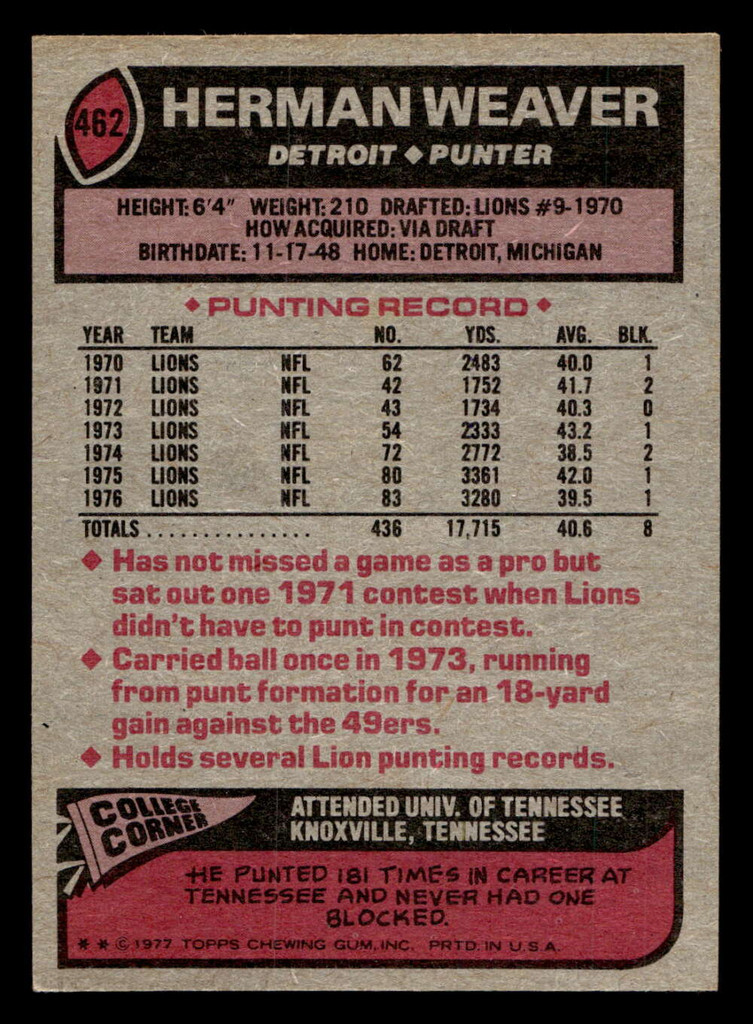 462
HERMAN WEAVER
DETROIT ◆ PUNTER
HEIGHT: 6'4" WEIGHT: 210 DRAFTED: LIONS #9-1970
HOW ACQUIRED: VIA DRAFT
BIRTHDATE: 11-17-48 HOME: DETROIT, MICHIGAN
◆ PUNTING RECORD ◆
YEAR TEAM NO. YDS. AVG. BLK.
1970 LIONS NFL 62 2483 40.0 1
1971 LIONS NFL 42 1752 41.7 2
1972 LIONS NFL 43 1734 40.3 0
1973 LIONS NFL 54 2333 43.2 1
1974 LIONS NFL 72 2772 38.5 2
1975 LIONS NFL 80 3361 42.0 1
1976 LIONS NFL 83 3280 39.5 1
TOTALS ............... 436 17,715 40.6 8
◆ Has not missed a game as a pro but
sat out one 1971 contest when Lions
didn't have to punt in contest.
◆ Carried ball once in 1973, running
from punt formation for an 18-yard
gain against the 49ers.
◆ Holds several Lion punting records.
COLLEGE
CORNER
ATTENDED UNIV. OF TENNESSEE
KNOXVILLE, TENNESSEE
HE PUNTED 181 TIMES IN CAREER AT
TENNESSEE AND NEVER HAD ONE
BLOCKED.
* * © 1977 TOPPS CHEWING GUM, INC. PRTD. IN U.S.A.